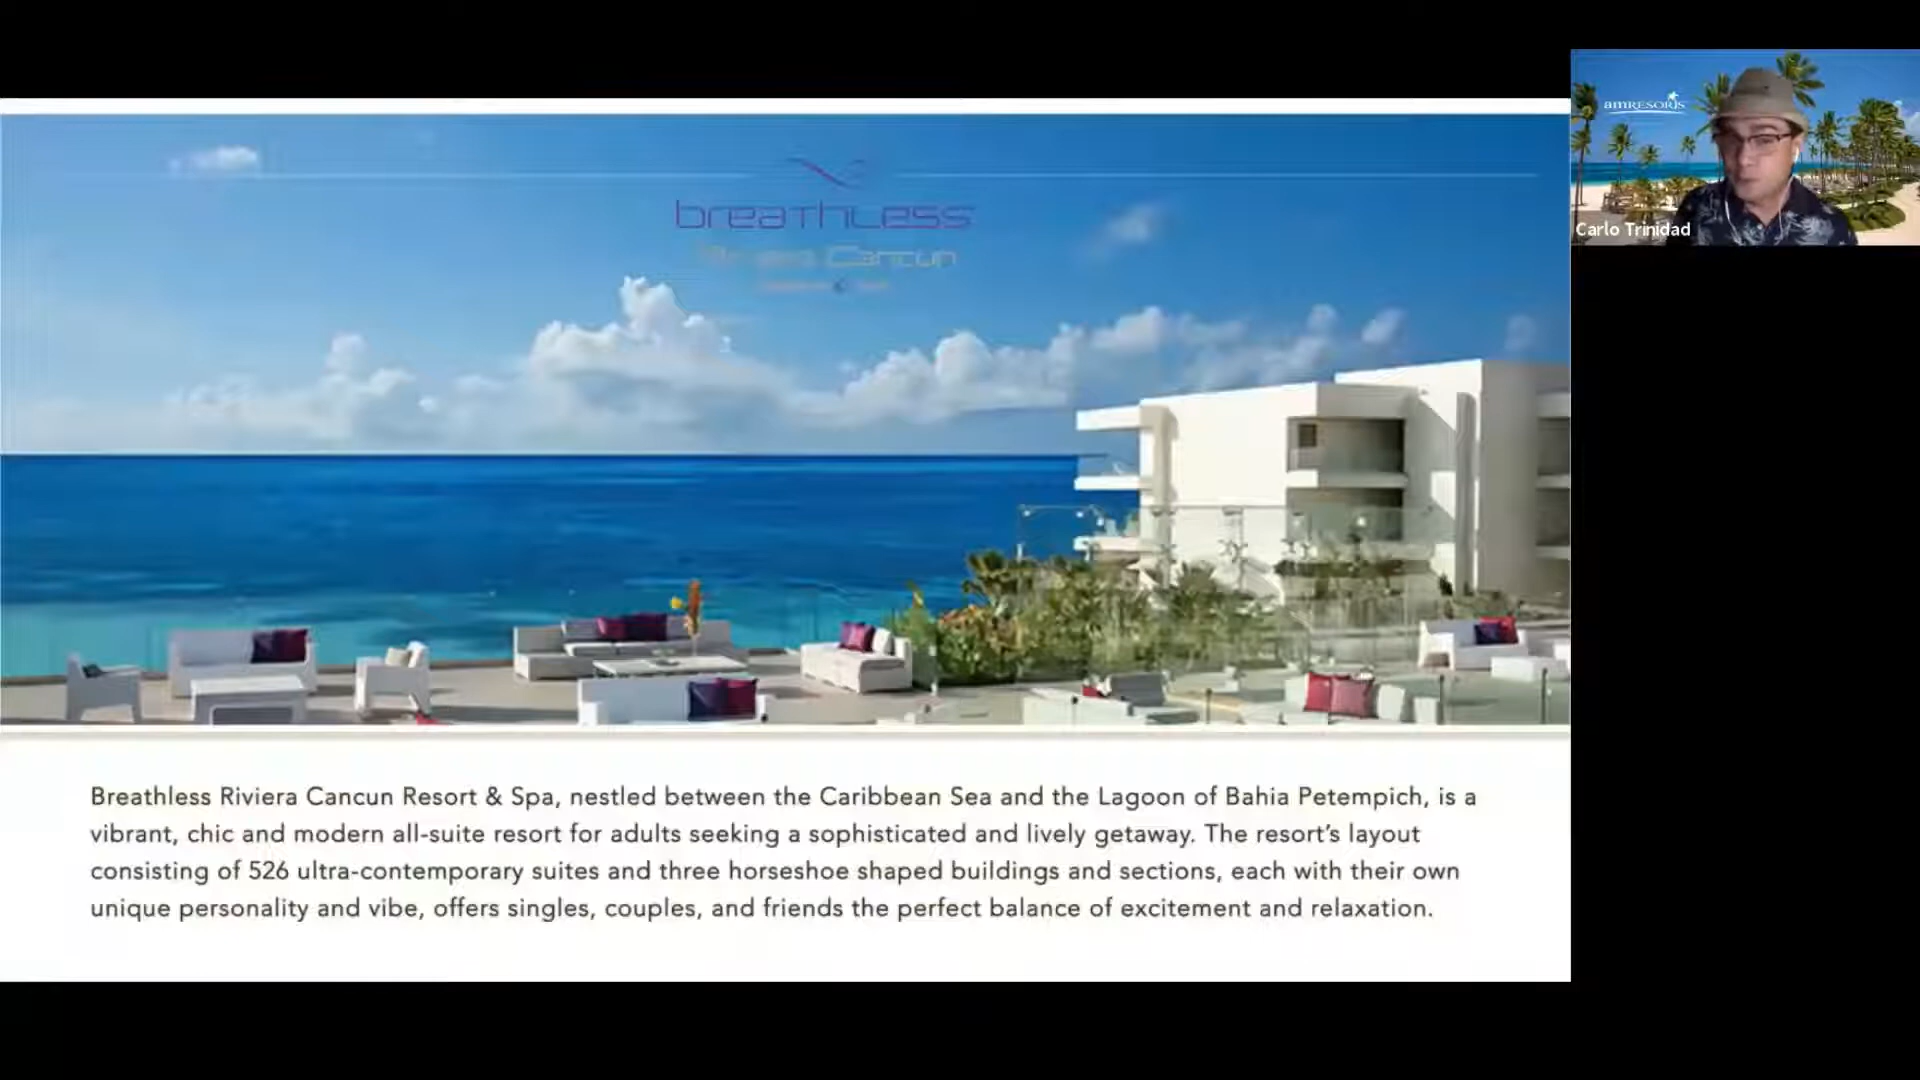 breathless
Riviera Cancun
amresorts
Carlo Trinidad
Breathless Riviera Cancun Resort & Spa, nestled between the Caribbean Sea and the Lagoon of Bahia Petempich, is a
vibrant, chic and modern all-suite resort for adults seeking a sophisticated and lively getaway. The resort’s layout
consisting of 526 ultra-contemporary suites and three horseshoe shaped buildings and sections, each with their own
unique personality and vibe, offers singles, couples, and friends the perfect balance of excitement and relaxation.